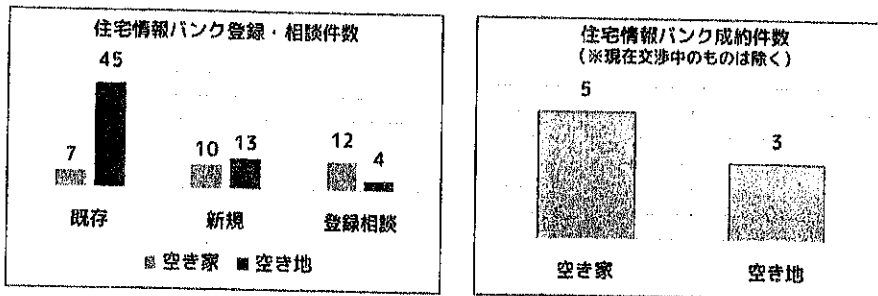 住宅情報バンク登録・相談件数
45
7
10
13
12
4
既存
新規
登録相談
空き家 空き地
住宅情報バンク成約件数
(※現在交渉中のものは除く)
5
3
空き家
空き地